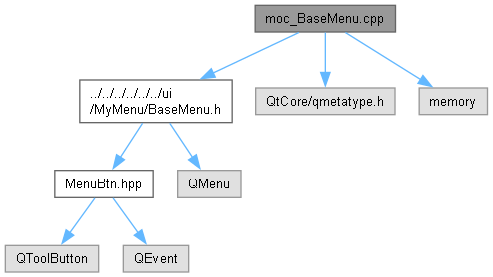 moc_BaseMenu.cpp
../../../../../../ui
/MyMenu/BaseMenu.h
QtCore/qmetatype.h
memory
MenuBtn.hpp
QMenu
QToolButton
QEvent